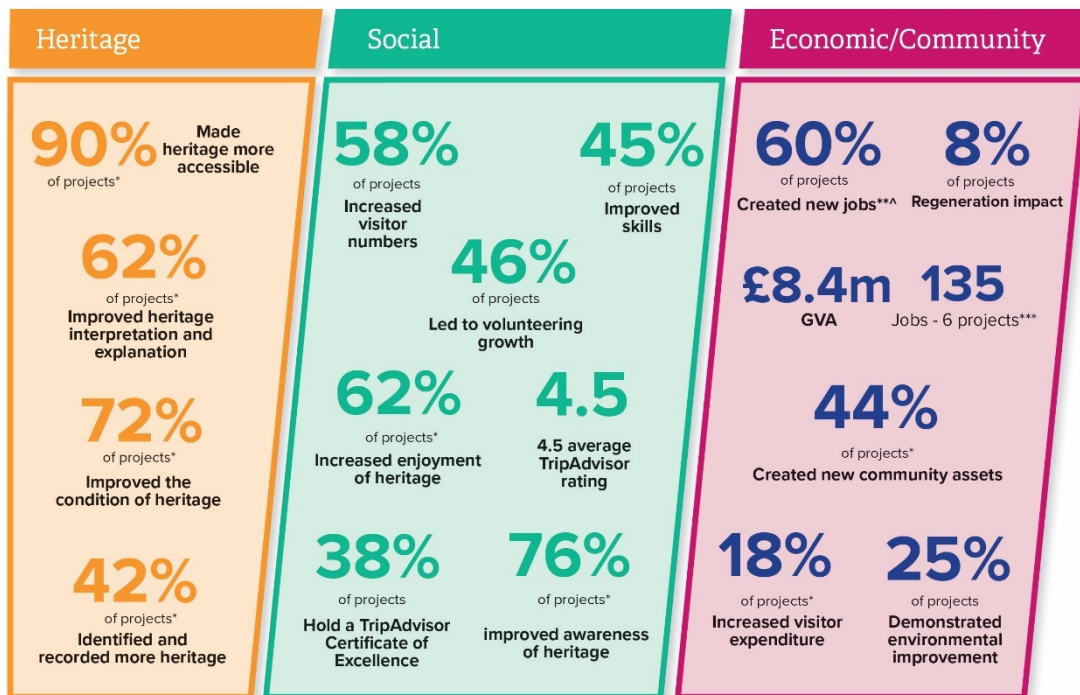 Heritage
90%
of projects*
Made
heritage more
accessible
62%
of projects*
Improved heritage
interpretation and
explanation
72%
of projects*
Improved the
condition of heritage
42%
of projects*
Identified and
recorded more heritage
Social
58%
of projects
Increased
visitor
numbers
45%
of projects
Improved
skills
46%
of projects
Led to volunteering
growth
62%
of projects*
Increased enjoyment
of heritage
4.5
4.5 average
TripAdvisor
rating
38%
of projects
Hold a TripAdvisor
Certificate of
Excellence
76%
of projects*
improved awareness
of heritage
Economic/Community
60%
of projects
Created new jobs**^
8%
of projects
Regeneration impact
£8.4m
GVA
135
Jobs - 6 projects***
44%
of projects*
Created new community assets
18%
of projects*
Increased visitor
expenditure
25%
of projects
Demonstrated
environmental
improvement